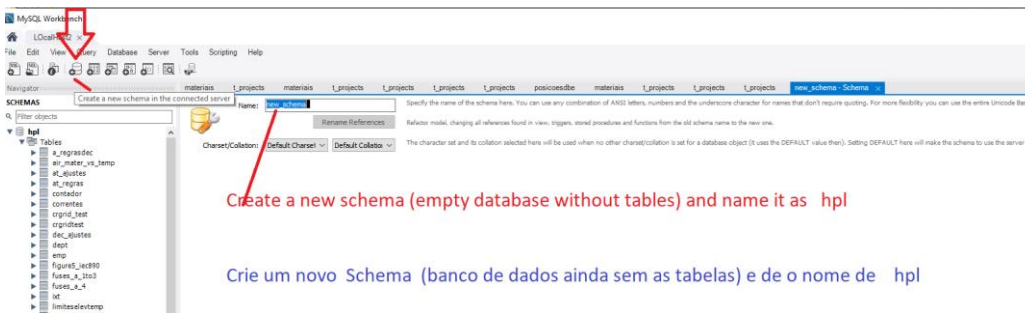 MySQL Workbench
LOcalHost2 ×
File Edit View Query Database Server Tools Scripting Help
Navigator
materiais t_projects materiais t_projects t_projects t_projects t_projects posicoesdbe materiais t_projects t_projects t_projects new_schema - Schema ×
Create a new schema in the connected server
SCHEMAS
Filter objects
Name: new_schema
Specify the name of the schema here. You can use any combination of ANSI letters, numbers and the underscore character for names that don't require quoting. For more flexibility you can use the entire Unicode Bas
Rename References
Refactor model, changing all references found in view, triggers, stored procedures and functions from the old schema name to the new one.
Charset/Collation: Default Charset Default Collation
The character set and its collation selected here will be used when no other charset/collation is set for a database object (it uses the DEFAULT value then). Setting DEFAULT here will make the schema to use the server
hpl
Tables
a_regrasdec
air_mater_vs_temp
at_ajustes
at_regras
contador
correntes
crgrid_test
crgridtest
dec_ajustes
dept
emp
figure5_iec890
fuses_a_1to3
fuses_a_4
ixt
limiteselevtemp
Create a new schema (empty database without tables) and name it as hpl
Crie um novo Schema (banco de dados ainda sem as tabelas) e de o nome de hpl